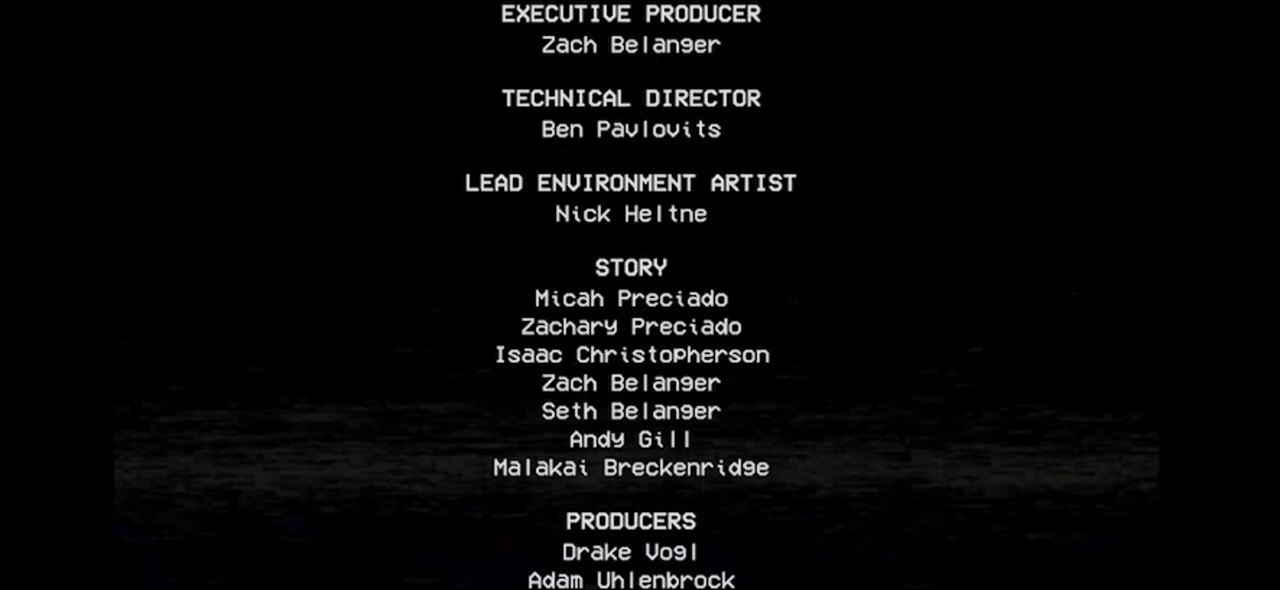 EXECUTIVE PRODUCER
Zach Belanger
TECHNICAL DIRECTOR
Ben Pavlovits
LEAD ENVIRONMENT ARTIST
Nick Heltne
STORY
Micah Preciado
Zachary Preciado
Isaac Christopherson
Zach Belanger
Seth Belanger
Andy Gill
Malakai Breckenridge
PRODUCERS
Drake Vogl
Adam Uhlenbrock